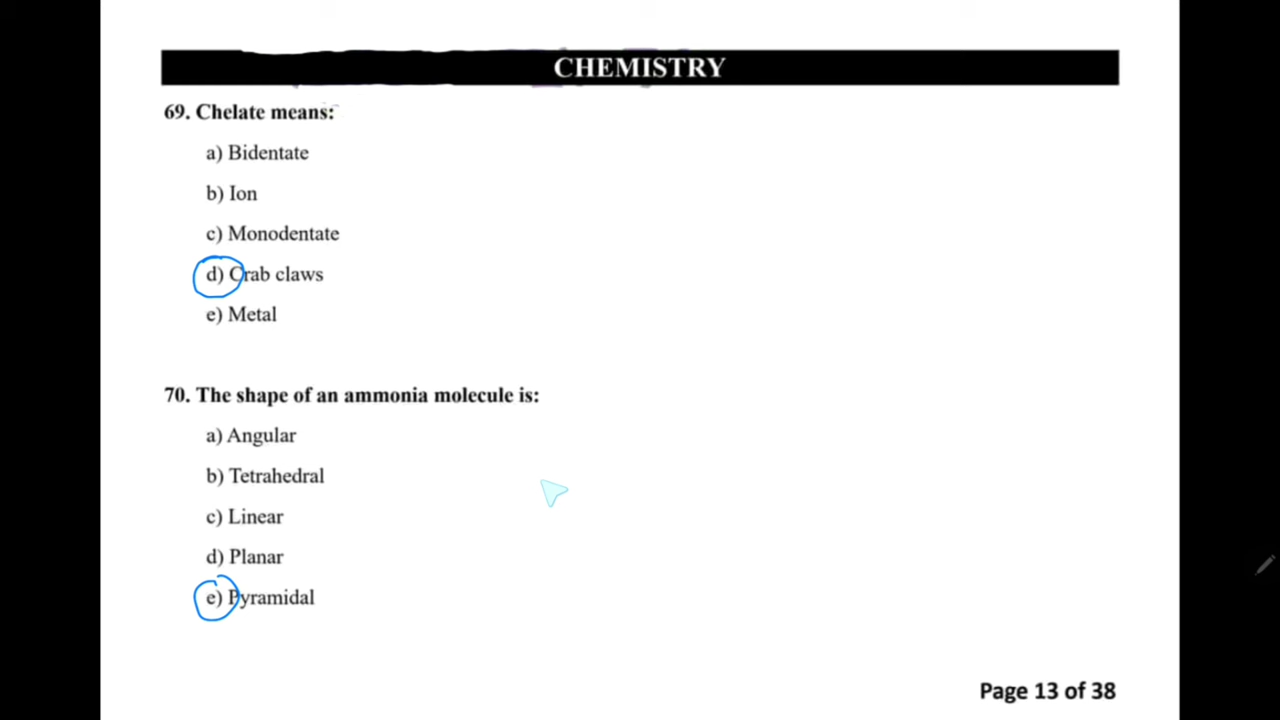 CHEMISTRY
69. Chelate means:
a) Bidentate
b) Ion
c) Monodentate
d) Crab claws
e) Metal
70. The shape of an ammonia molecule is:
a) Angular
b) Tetrahedral
c) Linear
d) Planar
e) Pyramidal
Page 13 of 38